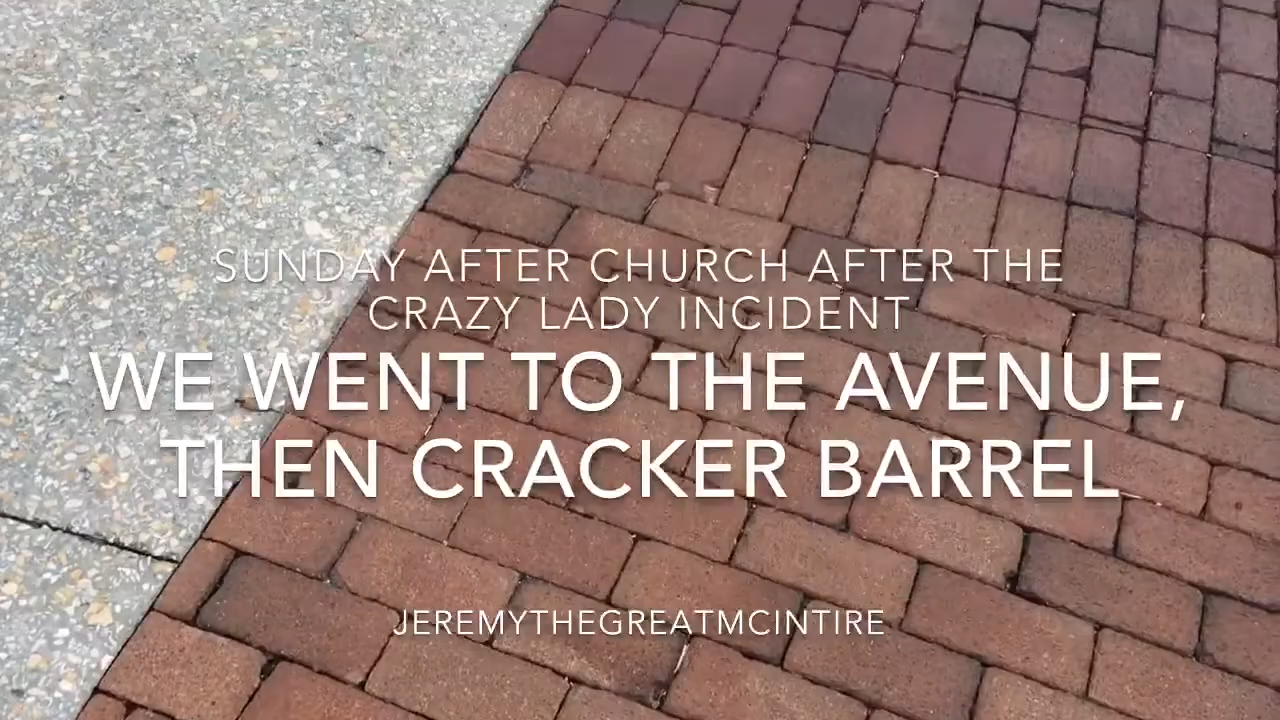 SUNDAY AFTER CHURCH AFTER THE
CRAZY LADY INCIDENT
WE WENT TO THE AVENUE,
THEN CRACKER BARREL
JEREMYTHEGREATMCINTIRE